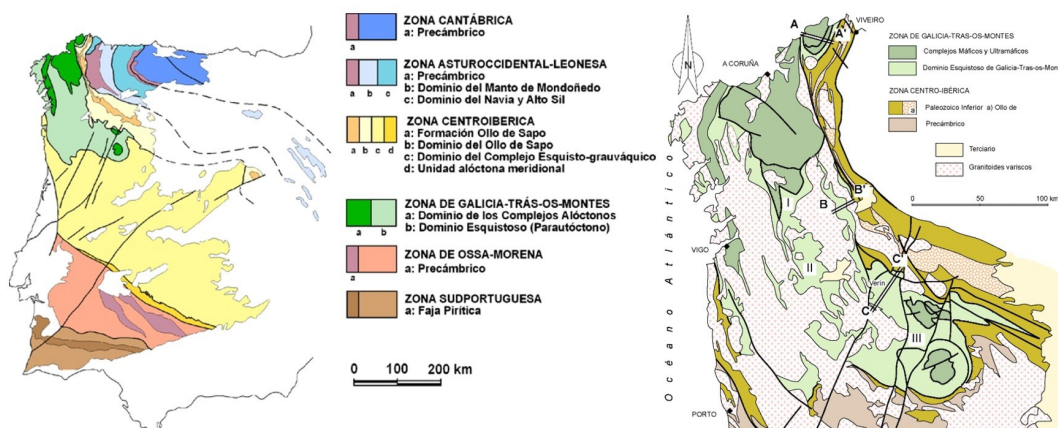 ZONA CANTÁBRICA
a: Precámbrico
a
ZONA ASTUROCCIDENTAL-LEONESA
a: Precámbrico
b: Dominio del Manto de Mondoñedo
c: Dominio del Navia y Alto Sil
a b c
ZONA CENTROIBERICA
a: Formación Ollo de Sapo
b: Dominio del Ollo de Sapo
c: Dominio del Complejo Esquisto-grauváquico
d: Unidad alóctona meridional
a b c d
ZONA DE GALICIA-TRÁS-OS-MONTES
a: Dominio de los Complejos Alóctonos
b: Dominio Esquistoso (Parautóctono)
a b
ZONA DE OSSA-MORENA
a: Precámbrico
a
ZONA SUDPORTUGUESA
a: Faja Pirítica
0 100 200 km
N
A CORUÑA
VIVEIRO
A
A'
B
B'
C'
C
I
II
III
VIGO
Verin
PORTO
Océano Atlántico
ZONA DE GALICIA-TRAS-OS-MONTES
Complejos Máficos y Ultramáficos
Dominio Esquistoso de Galicia-Tras-os-Mon
ZONA CENTRO-IBÉRICA
a
Paleozoico Inferior a) Ollo de
Precámbrico
Terciario
Granitoides variscos
0 50 100 km